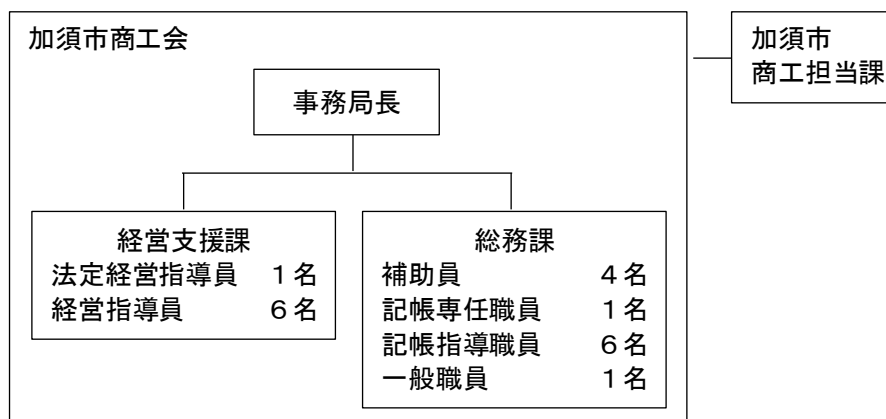 加須市商工会
加須市
商工担当課
事務局長
経営支援課
法定経営指導員　１名
経営指導員　６名
総務課
補助員　４名
記帳専任職員　１名
記帳指導職員　６名
一般職員　１名